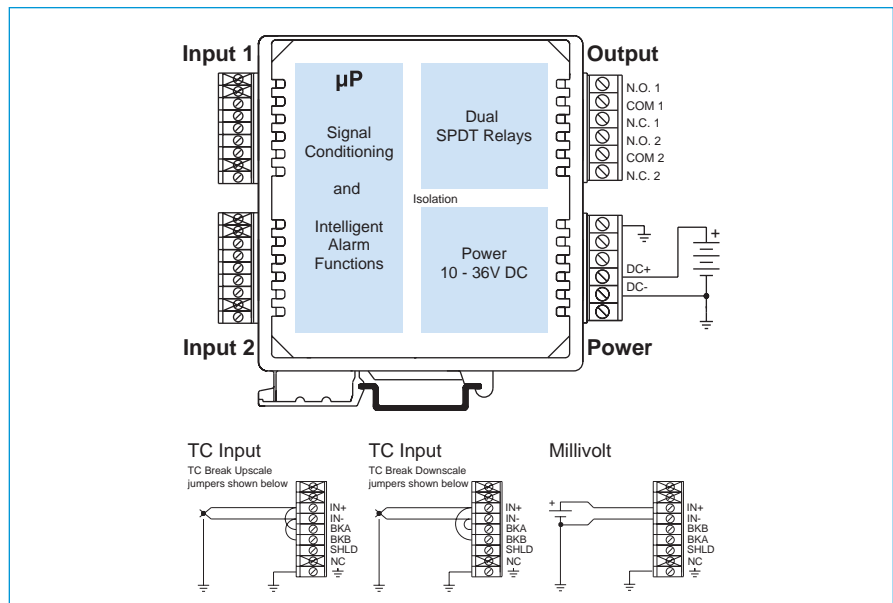 Input 1
Output
µP
Signal
Conditioning
and
Intelligent
Alarm
Functions
Dual
SPDT Relays
Isolation
Power
10 - 36V DC
N.O. 1
COM 1
N.C. 1
N.O. 2
COM 2
N.C. 2
+
DC+
DC-
Input 2
Power
TC Input
TC Break Upscale
jumpers shown below
IN+
IN-
BKA
BKB
SHLD
NC
TC Input
TC Break Downscale
jumpers shown below
IN+
IN-
BKA
BKB
SHLD
NC
Millivolt
+
IN+
IN-
BKA
BKB
SHLD
NC